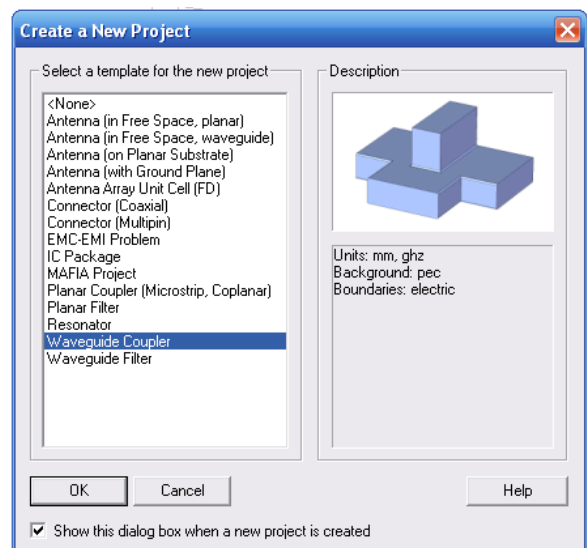 Create a New Project
Select a template for the new project
<None>
Antenna (in Free Space, planar)
Antenna (in Free Space, waveguide)
Antenna (on Planar Substrate)
Antenna (with Ground Plane)
Antenna Array Unit Cell (FD)
Connector (Coaxial)
Connector (Multipin)
EMC-EMI Problem
IC Package
MAFIA Project
Planar Coupler (Microstrip, Coplanar)
Planar Filter
Resonator
Waveguide Coupler
Waveguide Filter
Description
Units: mm, ghz
Background: pec
Boundaries: electric
OK
Cancel
Help
Show this dialog box when a new project is created